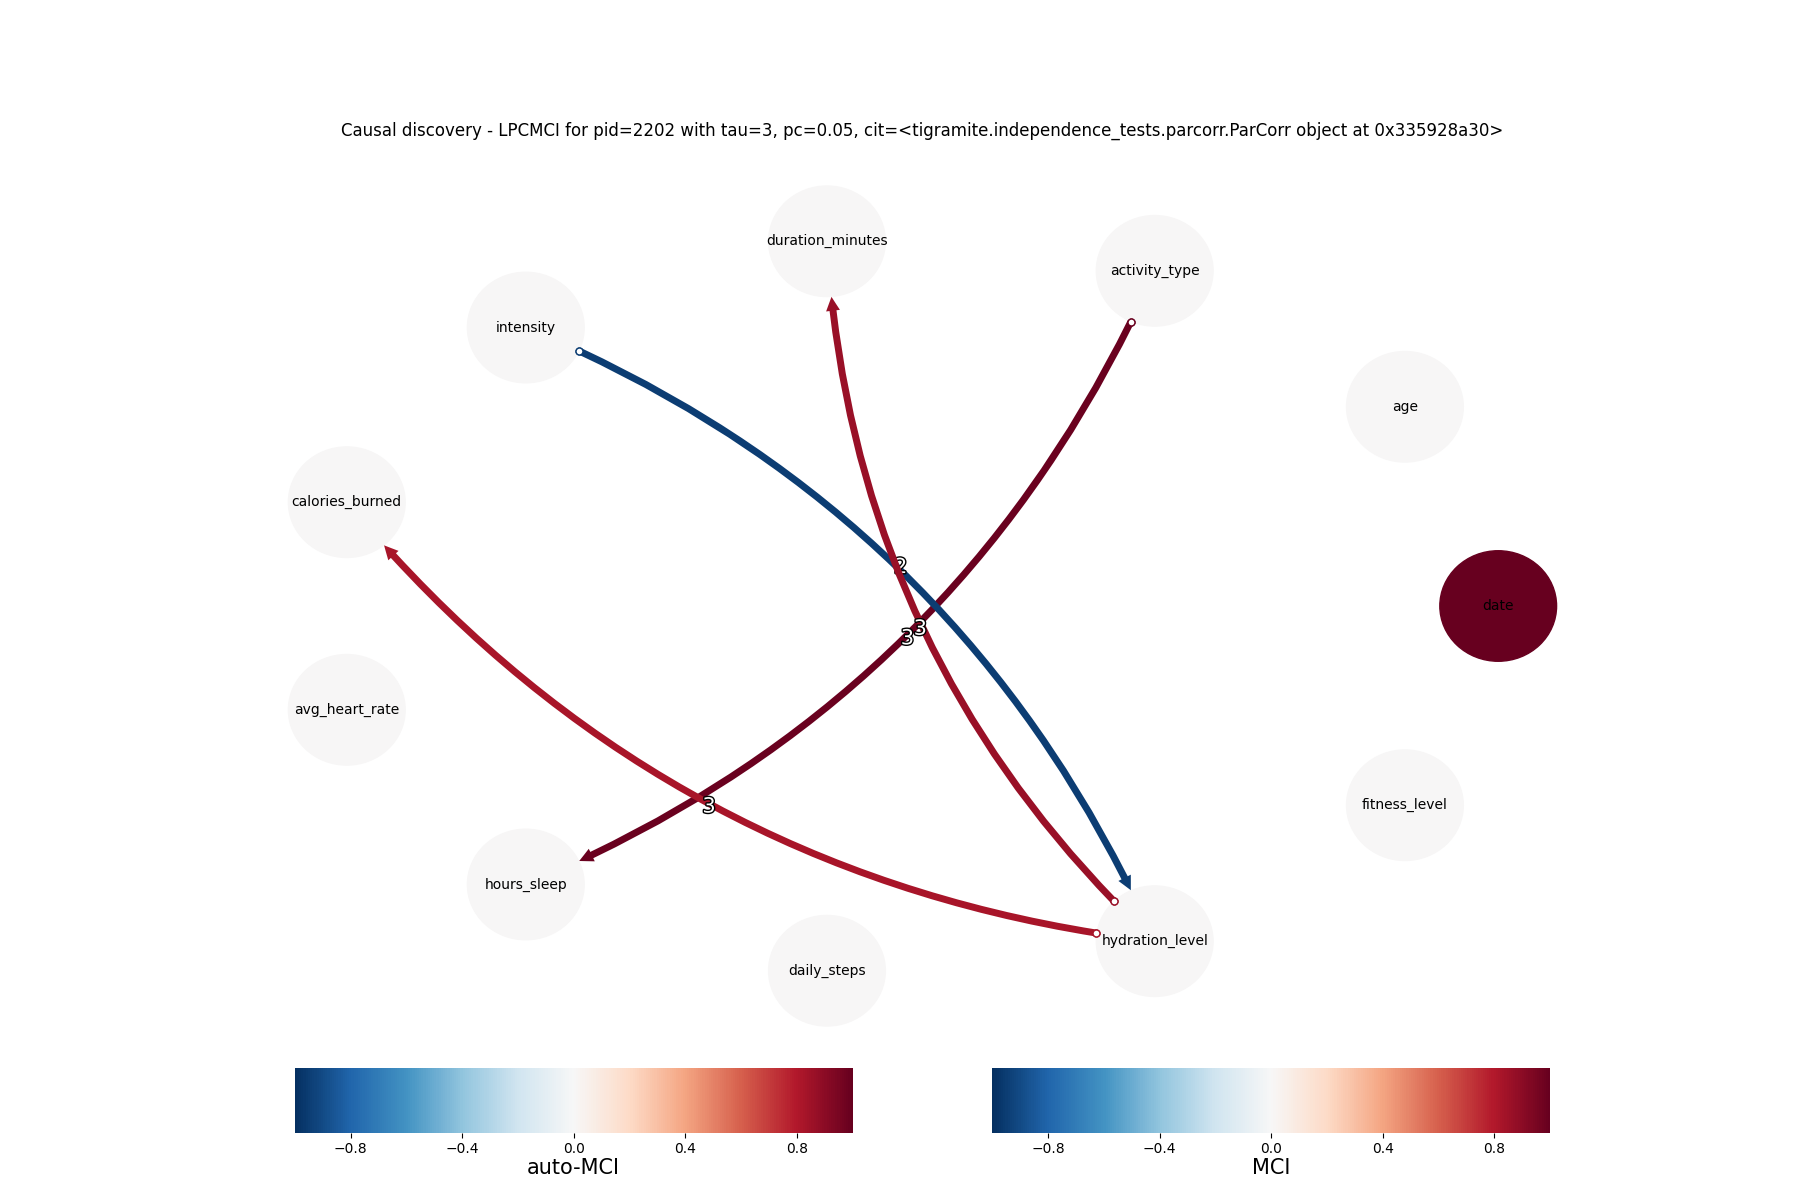 Causal discovery - LPCMCI for pid=2202 with tau=3, pc=0.05, cit=<tigramite.independence_tests.parcorr.ParCorr object at 0x335928a30>
duration_minutes
activity_type
intensity
age
calories_burned
2
date
3
3
avg_heart_rate
3
fitness_level
hours_sleep
hydration_level
daily_steps
−0.8 −0.4 0.0 0.4 0.8
auto-MCI
−0.8 −0.4 0.0 0.4 0.8
MCI